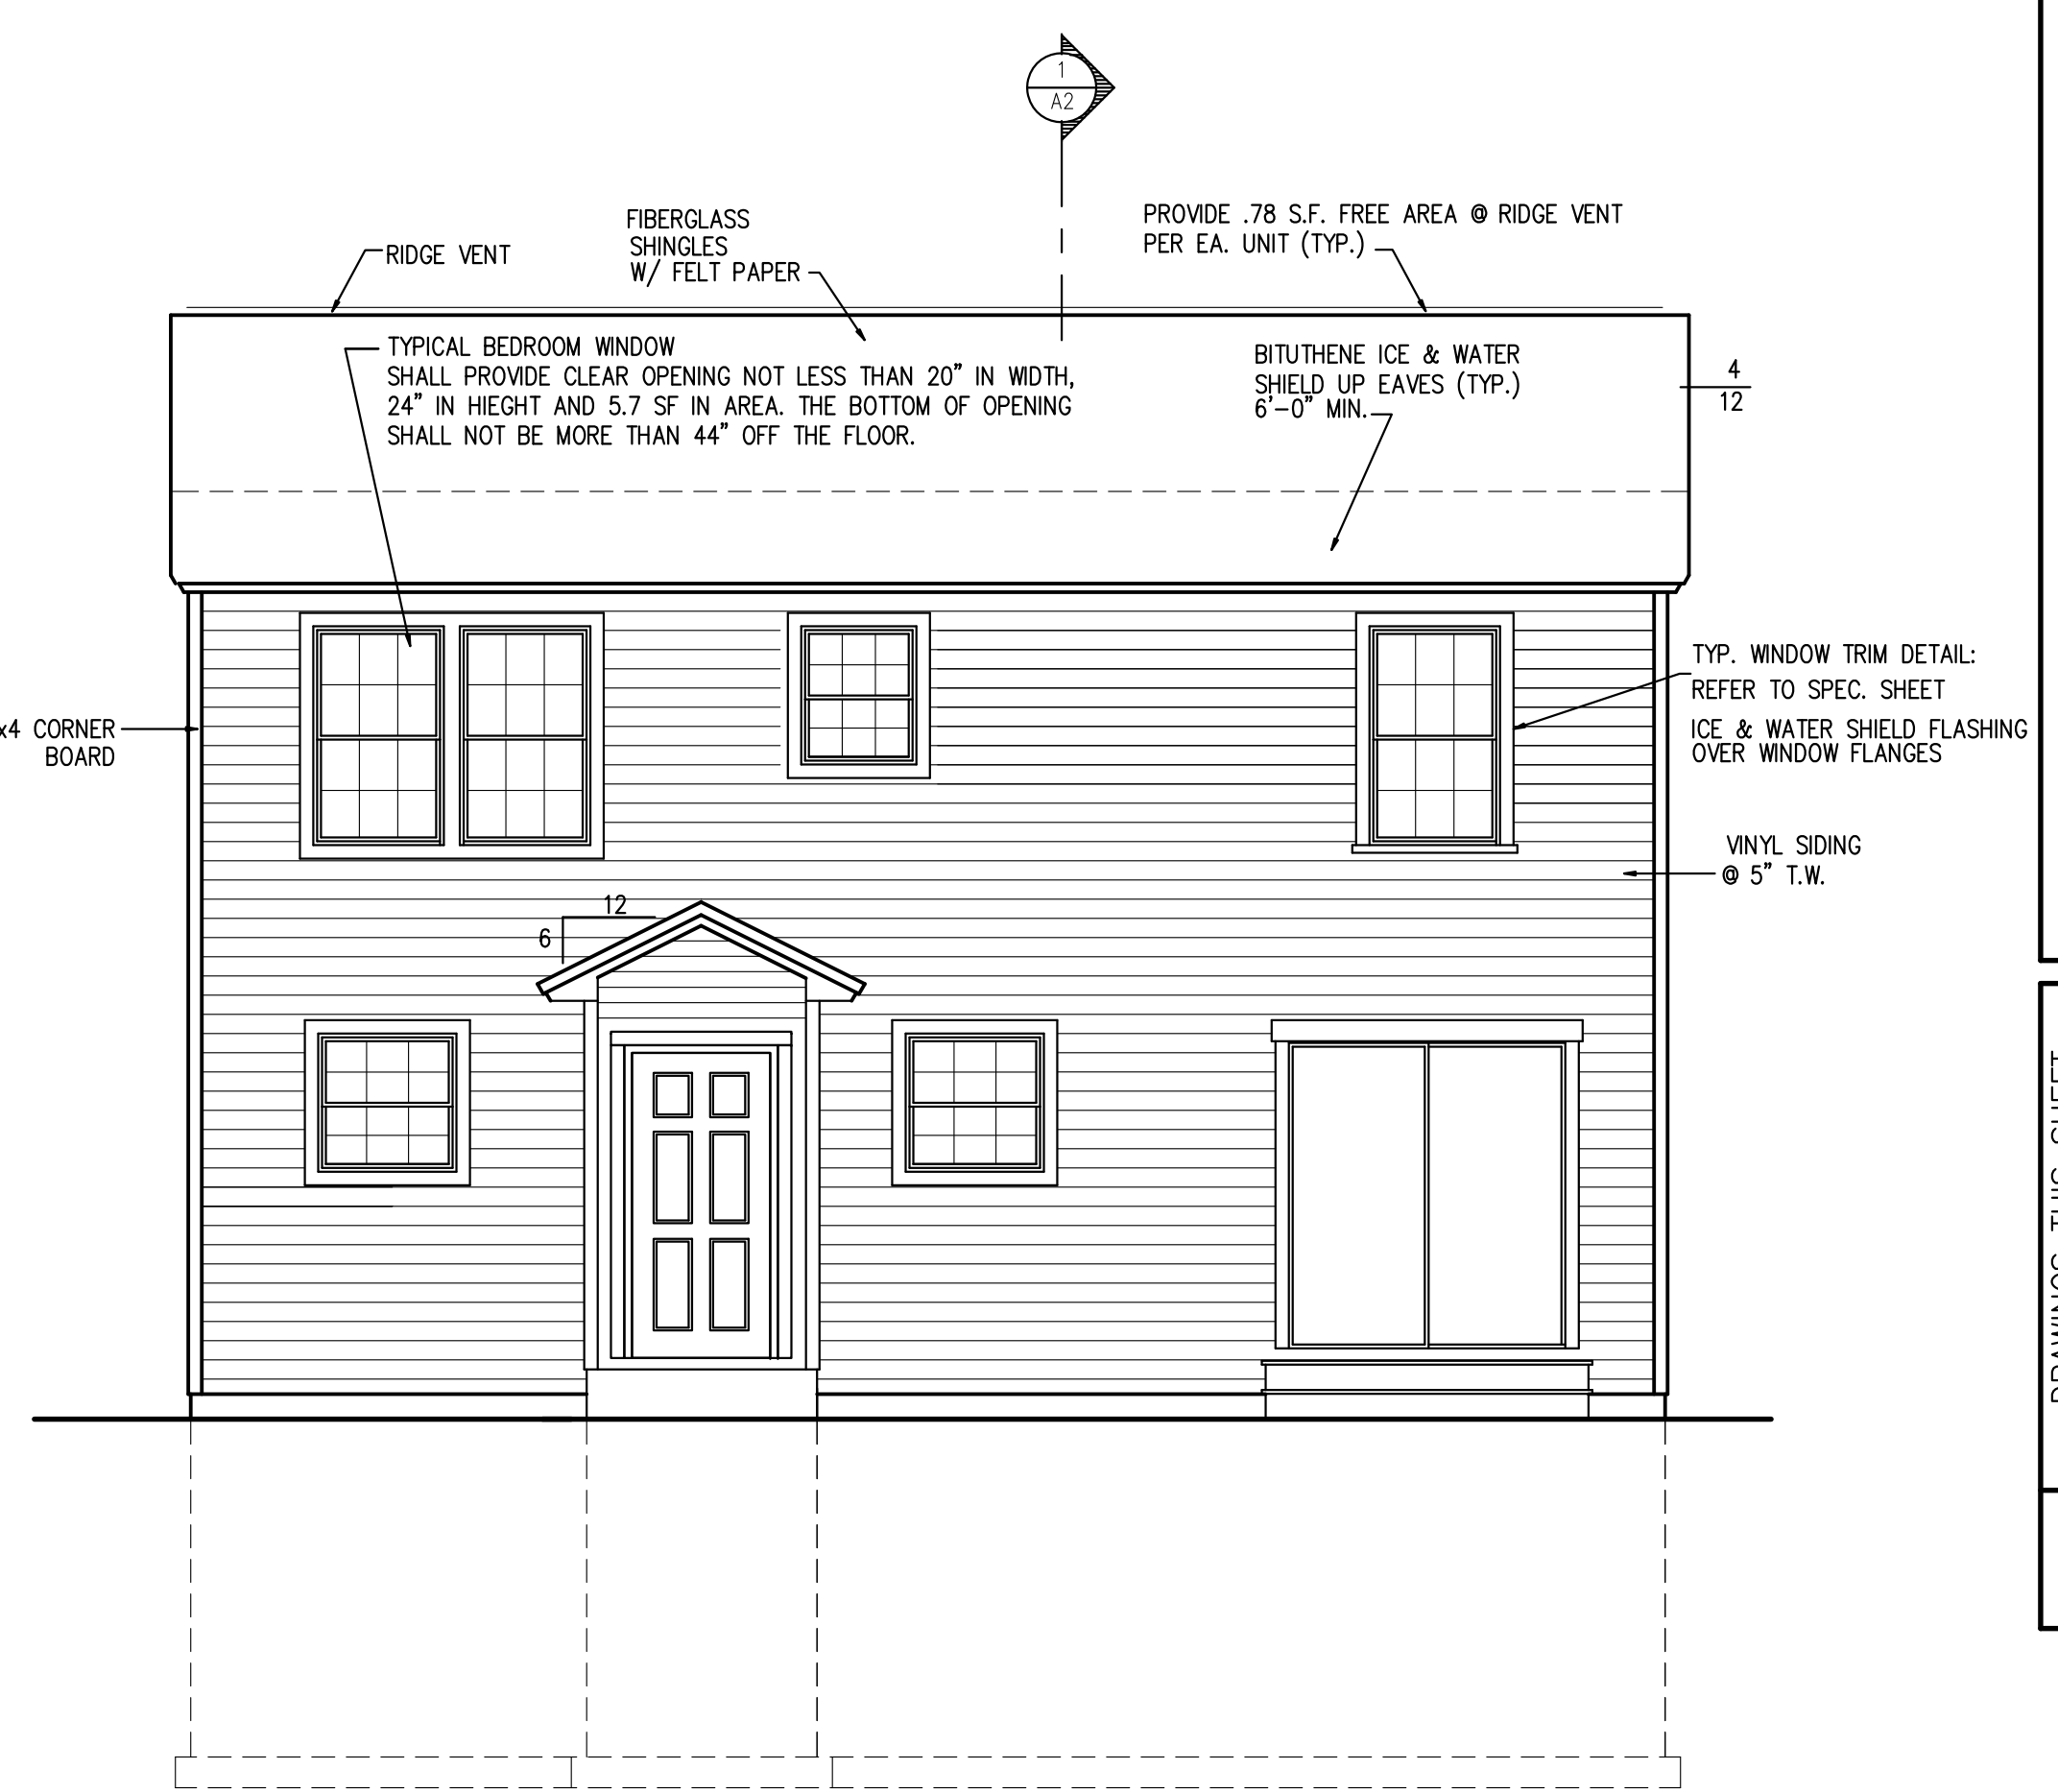 1
A2
FIBERGLASS
SHINGLES
W/ FELT PAPER
PROVIDE .78 S.F. FREE AREA @ RIDGE VENT
PER EA. UNIT (TYP.)
RIDGE VENT
TYPICAL BEDROOM WINDOW
SHALL PROVIDE CLEAR OPENING NOT LESS THAN 20" IN WIDTH,
24" IN HIEGHT AND 5.7 SF IN AREA. THE BOTTOM OF OPENING
SHALL NOT BE MORE THAN 44" OFF THE FLOOR.
BITUTHENE ICE & WATER
SHIELD UP EAVES (TYP.)
6'-0" MIN.
4
12
TYP. WINDOW TRIM DETAIL:
REFER TO SPEC. SHEET
ICE & WATER SHIELD FLASHING
OVER WINDOW FLANGES
x4 CORNER
BOARD
VINYL SIDING
@ 5" T.W.
12
6
DRAWINGS THIS SHEET